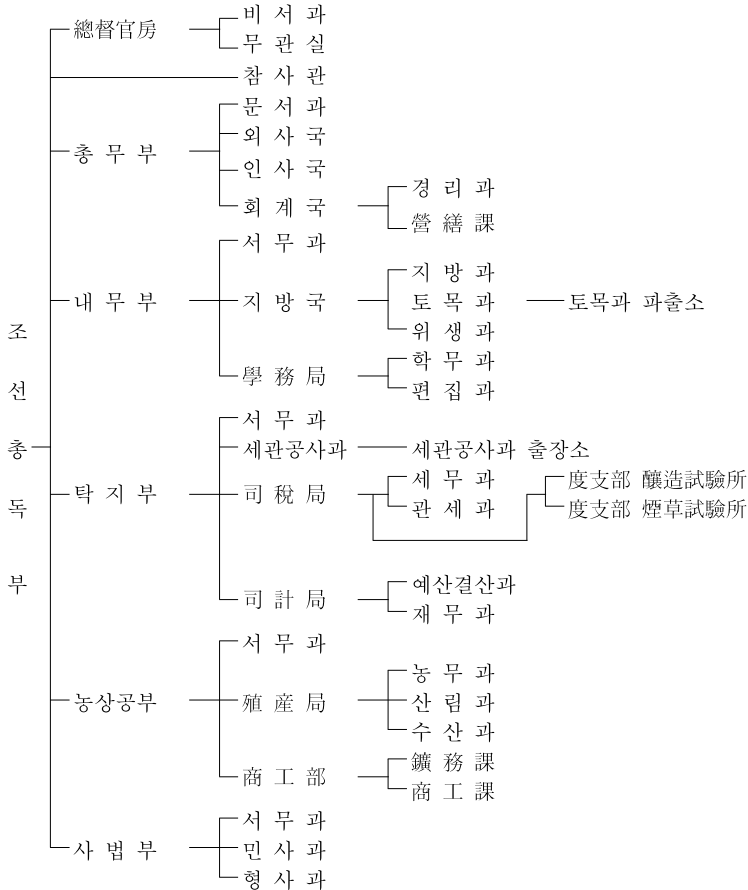 조선총독부
總督官房
비서과
무관실
참사관
총무부
문서과
외사국
인사국
회계국
경리과
營繕課
내무부
서무과
지방국
지방과
토목과
토목과 파출소
위생과
學務局
학무과
편집과
탁지부
서무과
세관공사과
세관공사과 출장소
司稅局
세무과
관세과
度支部 釀造試驗所
度支部 煙草試驗所
司計局
예산결산과
재무과
농상공부
서무과
殖産局
농무과
산림과
수산과
商工部
鑛務課
商工課
사법부
서무과
민사과
형사과